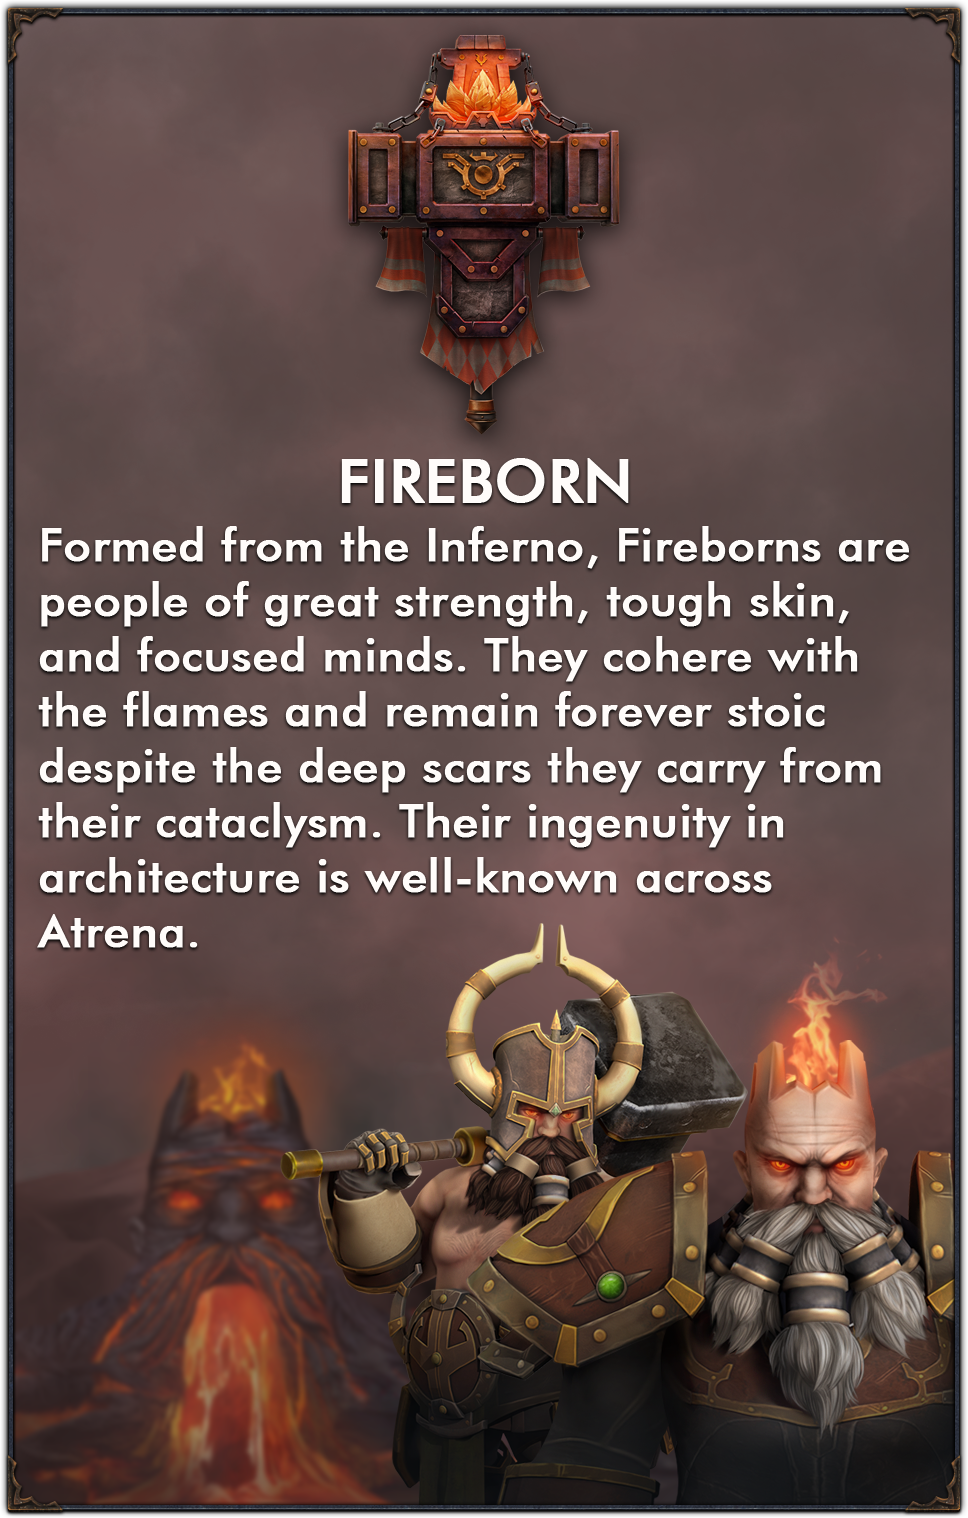 FIREBORN
Formed from the Inferno, Fireborns are
people of great strength, tough skin,
and focused minds. They cohere with
the flames and remain forever stoic
despite the deep scars they carry from
their cataclysm. Their ingenuity in
architecture is well-known across
Atrena.